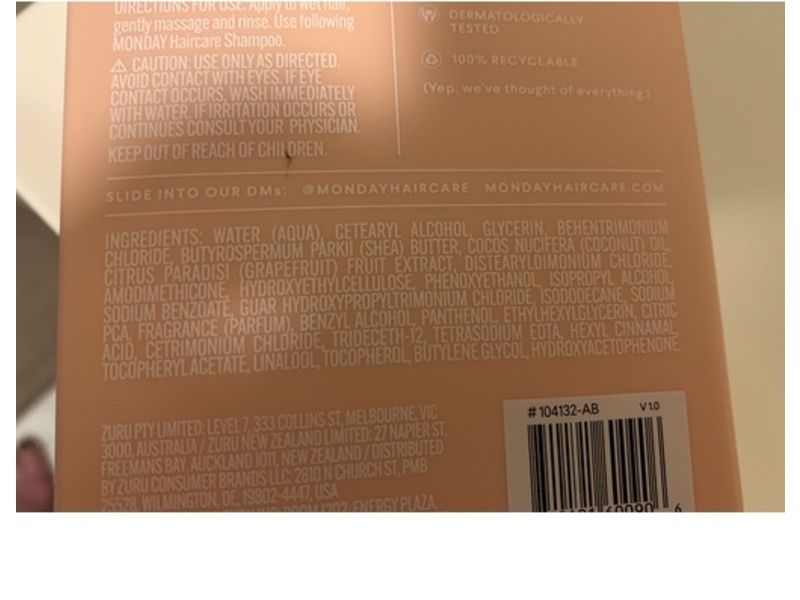 DIRECTIONS FOR USE: Apply to wet hair,
gently massage and rinse. Use following
MONDAY Haircare Shampoo.
⚠ CAUTION: USE ONLY AS DIRECTED.
AVOID CONTACT WITH EYES. IF EYE
CONTACT OCCURS, WASH IMMEDIATELY
WITH WATER. IF IRRITATION OCCURS OR
CONTINUES CONSULT YOUR PHYSICIAN.
KEEP OUT OF REACH OF CHILDREN.
DERMATOLOGICALLY
TESTED
100% RECYCLABLE
(Yep, we've thought of everything.)
SLIDE INTO OUR DMs: @MONDAYHAIRCARE MONDAYHAIRCARE.COM
INGREDIENTS: WATER (AQUA), CETEARYL ALCOHOL, GLYCERIN, BEHENTRIMONIUM
CHLORIDE, BUTYROSPERMUM PARKII (SHEA) BUTTER, COCOS NUCIFERA (COCONUT) OIL,
CITRUS PARADISI (GRAPEFRUIT) FRUIT EXTRACT, DISTEARYLDIMONIUM CHLORIDE,
AMODIMETHICONE, HYDROXYETHYLCELLULOSE, PHENOXYETHANOL, ISOPROPYL ALCOHOL,
SODIUM BENZOATE, GUAR HYDROXYPROPYLTRIMONIUM CHLORIDE, ISODODECANE, SODIUM
PCA, FRAGRANCE (PARFUM), BENZYL ALCOHOL, PANTHENOL, ETHYLHEXYLGLYCERIN, CITRIC
ACID, CETRIMONIUM CHLORIDE, TRIDECETH-12, TETRASODIUM EDTA, HEXYL CINNAMAL,
TOCOPHERYL ACETATE, LINALOOL, TOCOPHEROL, BUTYLENE GLYCOL, HYDROXYACETOPHENONE.
ZURU PTY LIMITED: LEVEL 7, 333 COLLINS ST, MELBOURNE, VIC
3000, AUSTRALIA / ZURU NEW ZEALAND LIMITED: 27 NAPIER ST,
FREEMANS BAY, AUCKLAND 1011, NEW ZEALAND / DISTRIBUTED
BY ZURU CONSUMER BRANDS LLC: 2810 N CHURCH ST, PMB
25528, WILMINGTON, DE, 19802-4447, USA
ROOM 1202, ENERGY PLAZA,
#104132-AB V1.0
60090 6